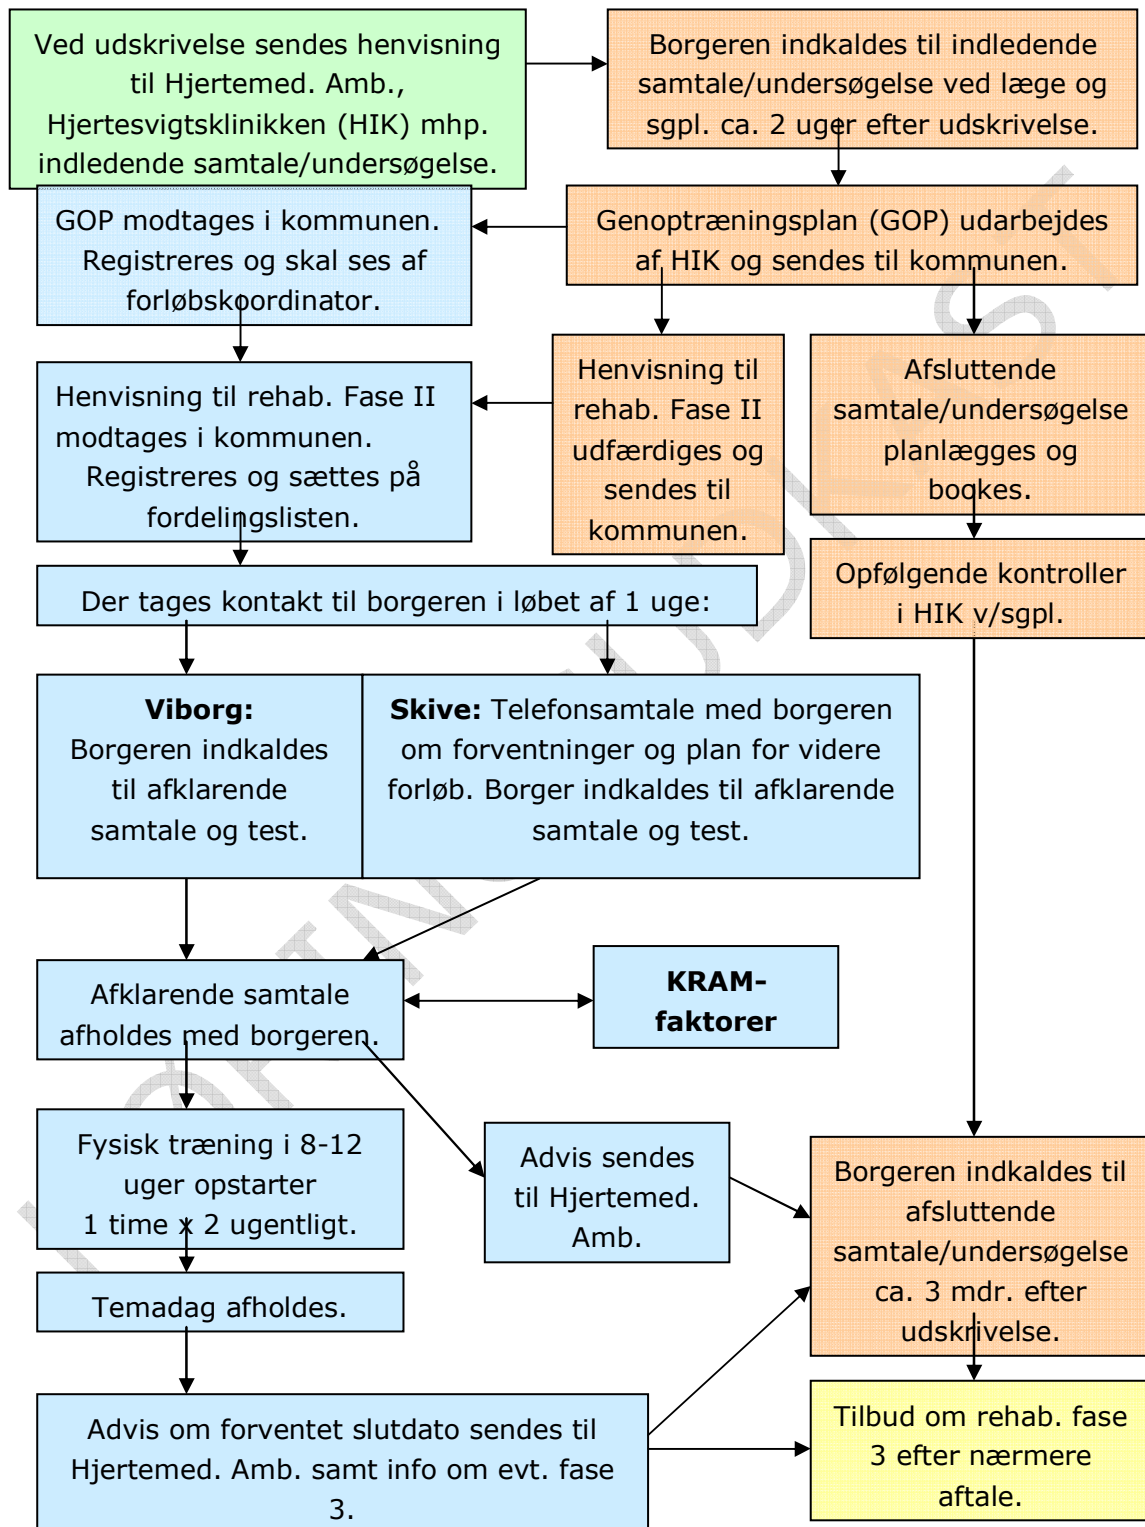 Ved udskrivelse sendes henvisning
til Hjertemed. Amb.,
Hjertesvigtsklinikken (HIK) mhp.
indledende samtale/undersøgelse.
Borgeren indkaldes til indledende
samtale/undersøgelse ved læge og
sgpl. ca. 2 uger efter udskrivelse.
GOP modtages i kommunen.
Registreres og skal ses af
forløbskoordinator.
Genoptræningsplan (GOP) udarbejdes
af HIK og sendes til kommunen.
Henvisning til rehab. Fase II
modtages i kommunen.
Registreres og sættes på
fordelingslisten.
Henvisning til
rehab. Fase II
udfærdiges og
sendes til
kommunen.
Afsluttende
samtale/undersøgelse
planlægges og
bookes.
Der tages kontakt til borgeren i løbet af 1 uge:
Opfølgende kontroller
i HIK v/sgpl.
Viborg:
Borgeren indkaldes
til afklarende
samtale og test.
Skive: Telefonsamtale med borgeren
om forventninger og plan for videre
forløb. Borger indkaldes til afklarende
samtale og test.
Afklarende samtale
afholdes med borgeren.
KRAM-
faktorer
Fysisk træning i 8-12
uger opstarter
1 time x 2 ugentligt.
Advis sendes
til Hjertemed.
Amb.
Borgeren indkaldes til
afsluttende
samtale/undersøgelse
ca. 3 mdr. efter
udskrivelse.
Temadag afholdes.
Advis om forventet slutdato sendes til
Hjertemed. Amb. samt info om evt. fase
3.
Tilbud om rehab. fase
3 efter nærmere
aftale.